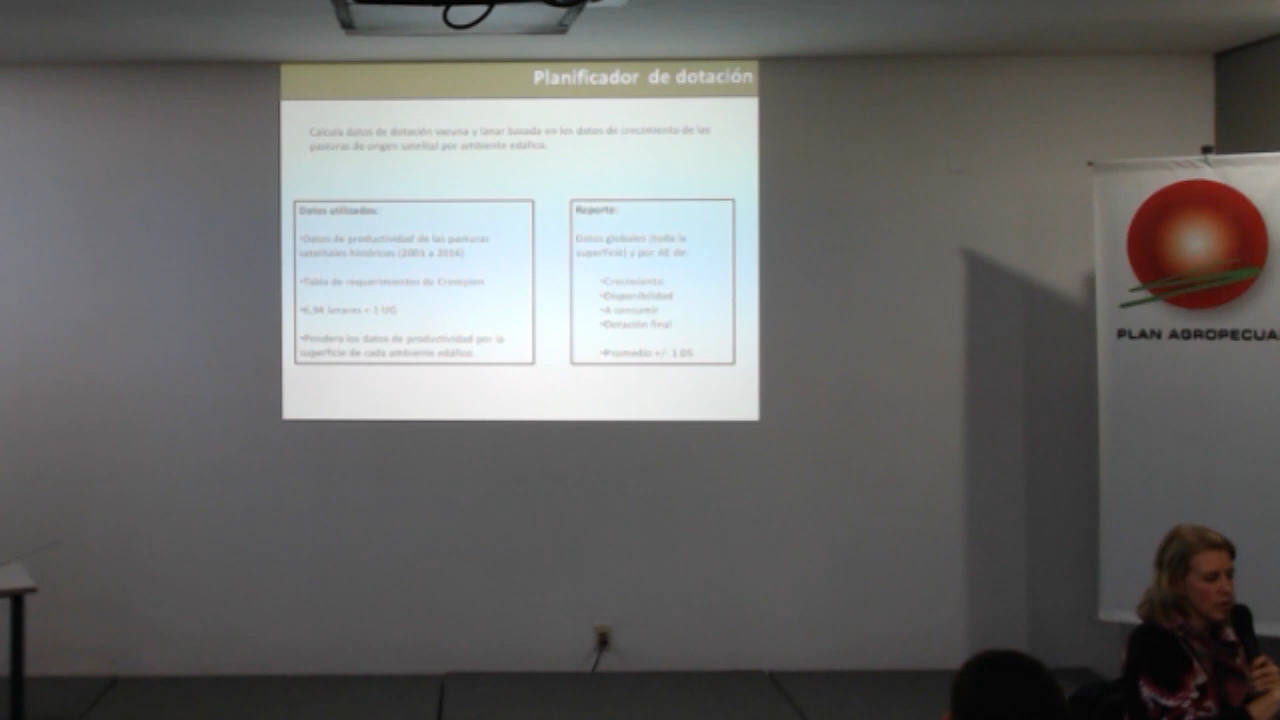 Planificador de dotación
Calcula datos de dotación vacuna y lanar basada en los datos de crecimiento de las
pasturas de origen satelital por ambiente edáfico.
Datos utilizados:
•Datos de productividad de las pasturas
satelitales históricos (2001 a 2016)
•Tabla de requerimientos de Crempien
•6,94 lanares = 1 UG
•Pondera los datos de productividad por la
superficie de cada ambiente edáfico
Reporte:
Datos globales (toda la
superficie) y por AE de:
•Crecimiento
•Disponibilidad
•A consumir
•Dotación final
•Promedio +/- 1 DS
PLAN AGROPECUA